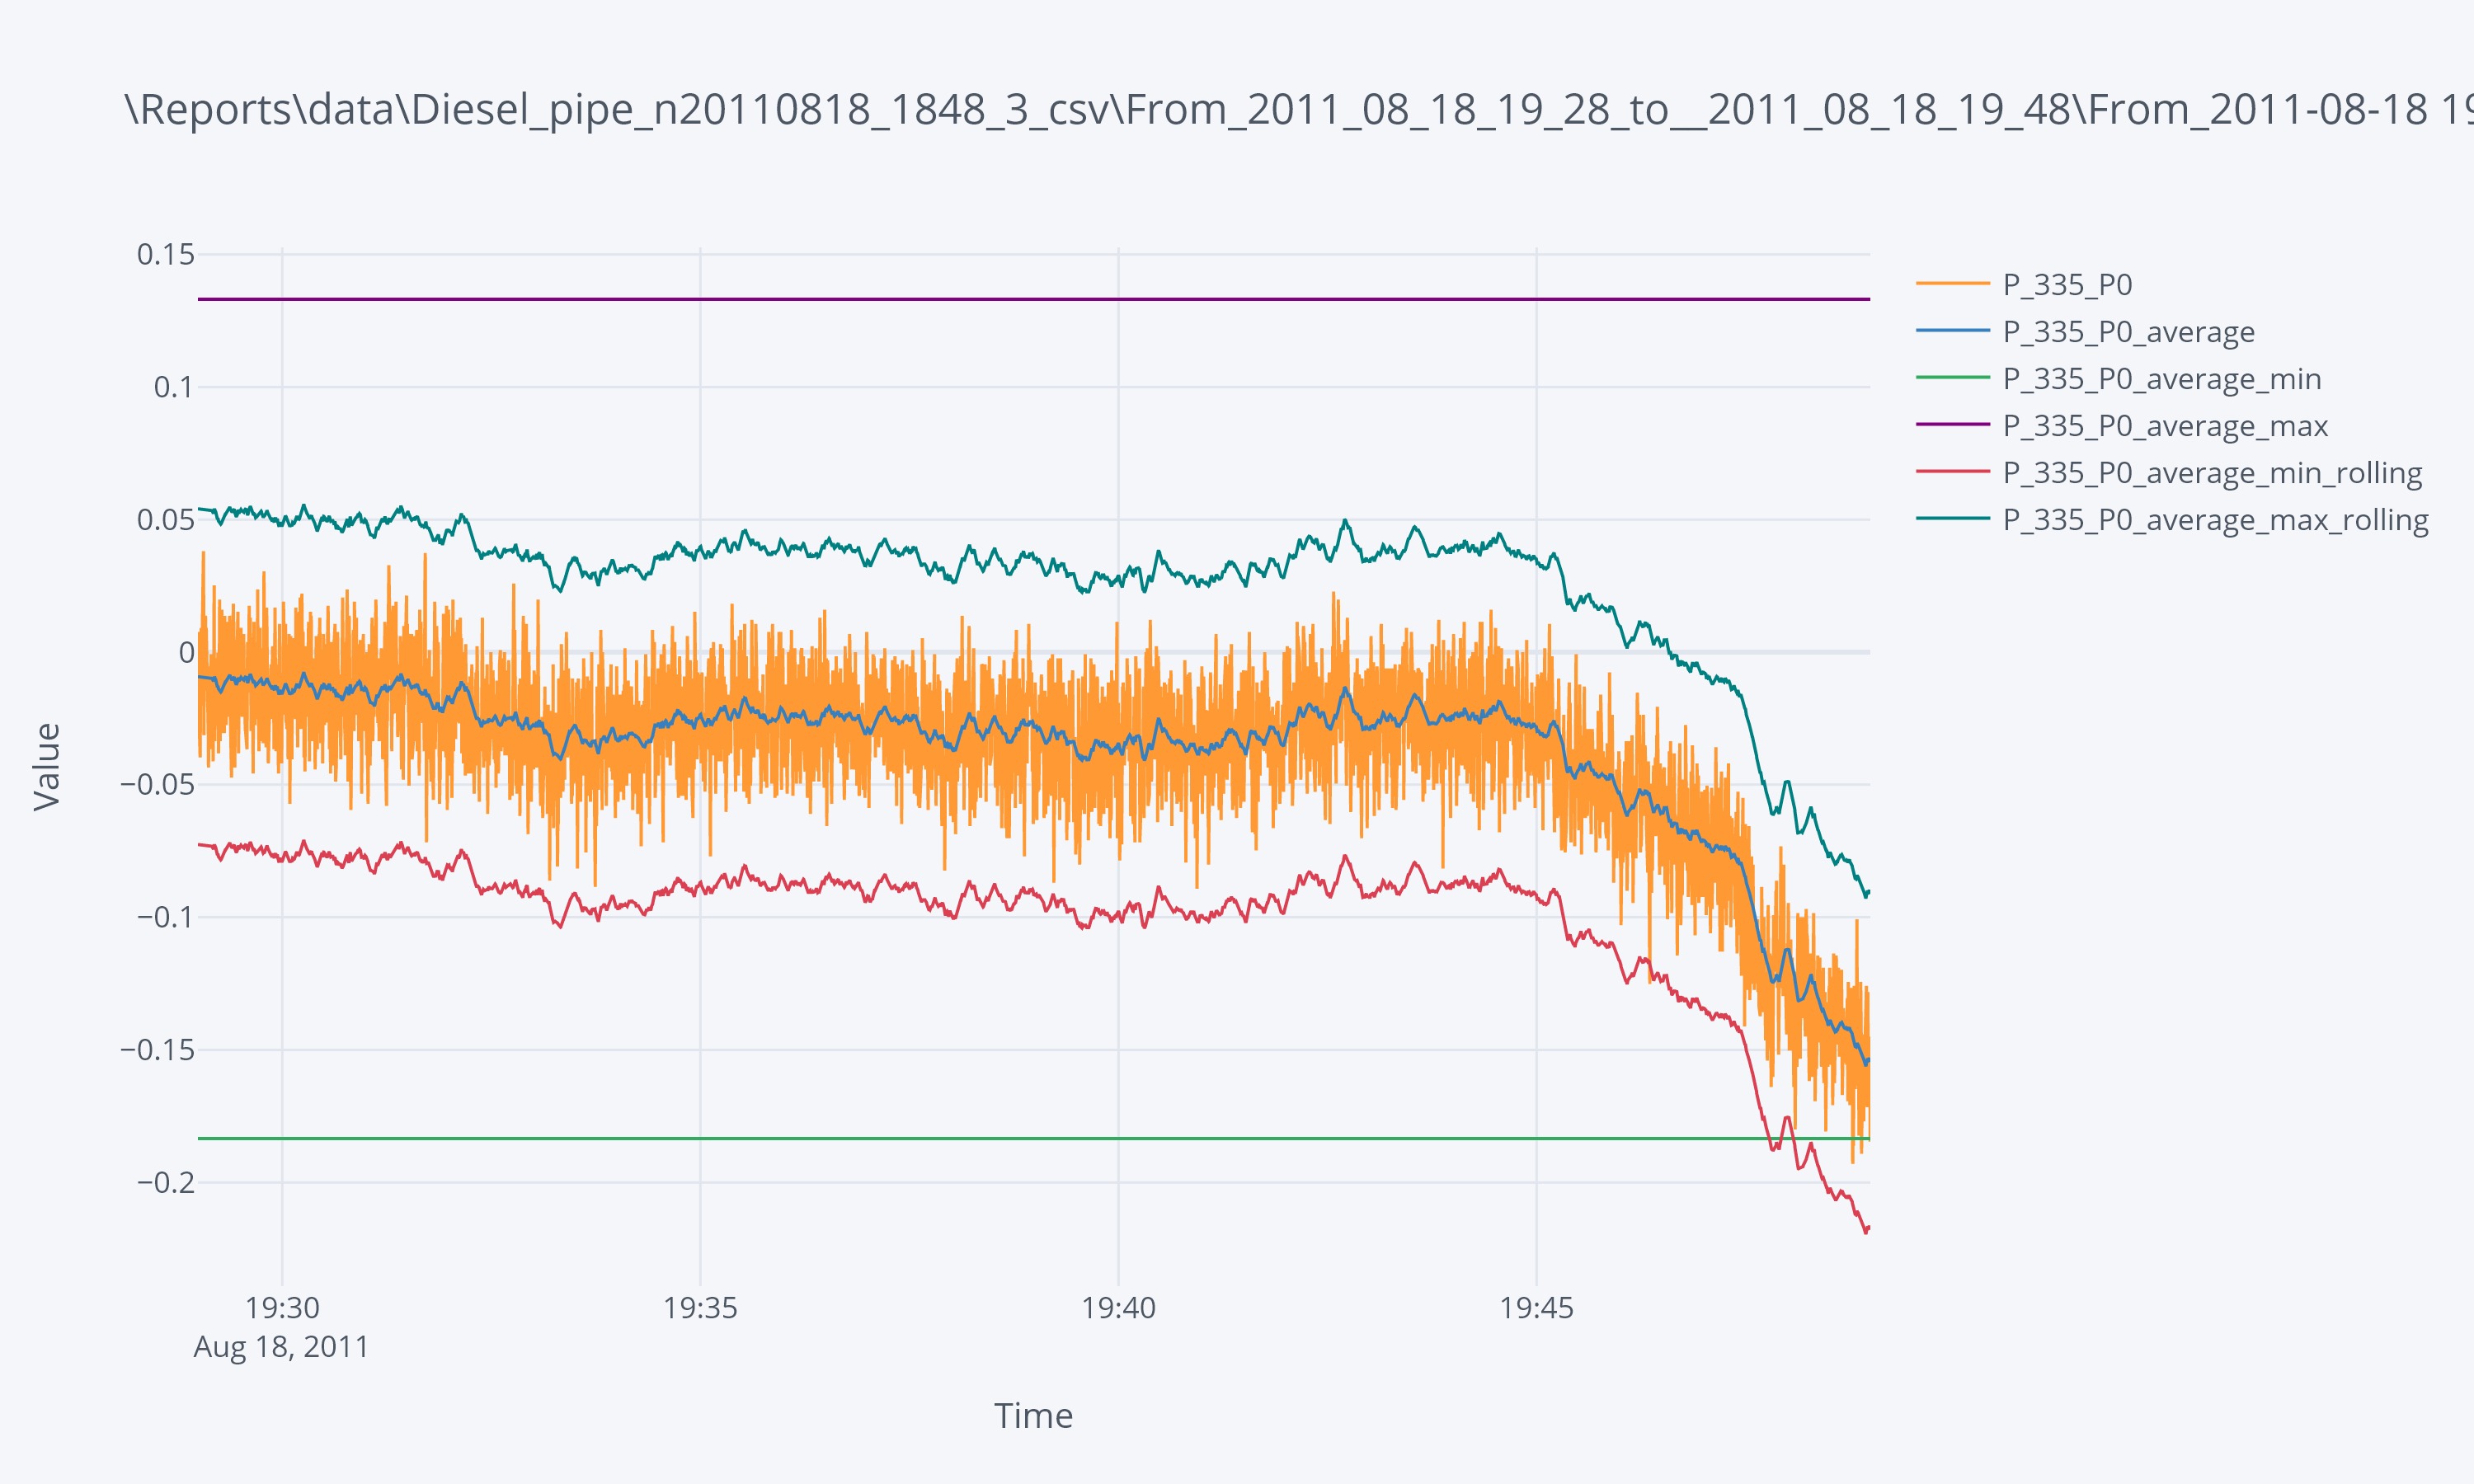 \Reports\data\Diesel_pipe_n20110818_1848_3_csv\From_2011_08_18_19_28_to__2011_08_18_19_48\From_2011-08-18 19
0.15
0.1
0.05
0
−0.05
−0.1
−0.15
−0.2
Value
19:30
Aug 18, 2011
19:35
19:40
19:45
Time
P_335_P0
P_335_P0_average
P_335_P0_average_min
P_335_P0_average_max
P_335_P0_average_min_rolling
P_335_P0_average_max_rolling